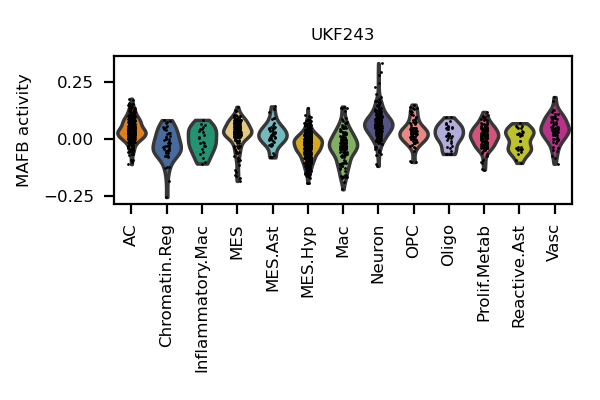 UKF243
MAFB activity
0.25
0.00
−0.25
AC
Chromatin.Reg
Inflammatory.Mac
MES
MES.Ast
MES.Hyp
Mac
Neuron
OPC
Oligo
Prolif.Metab
Reactive.Ast
Vasc